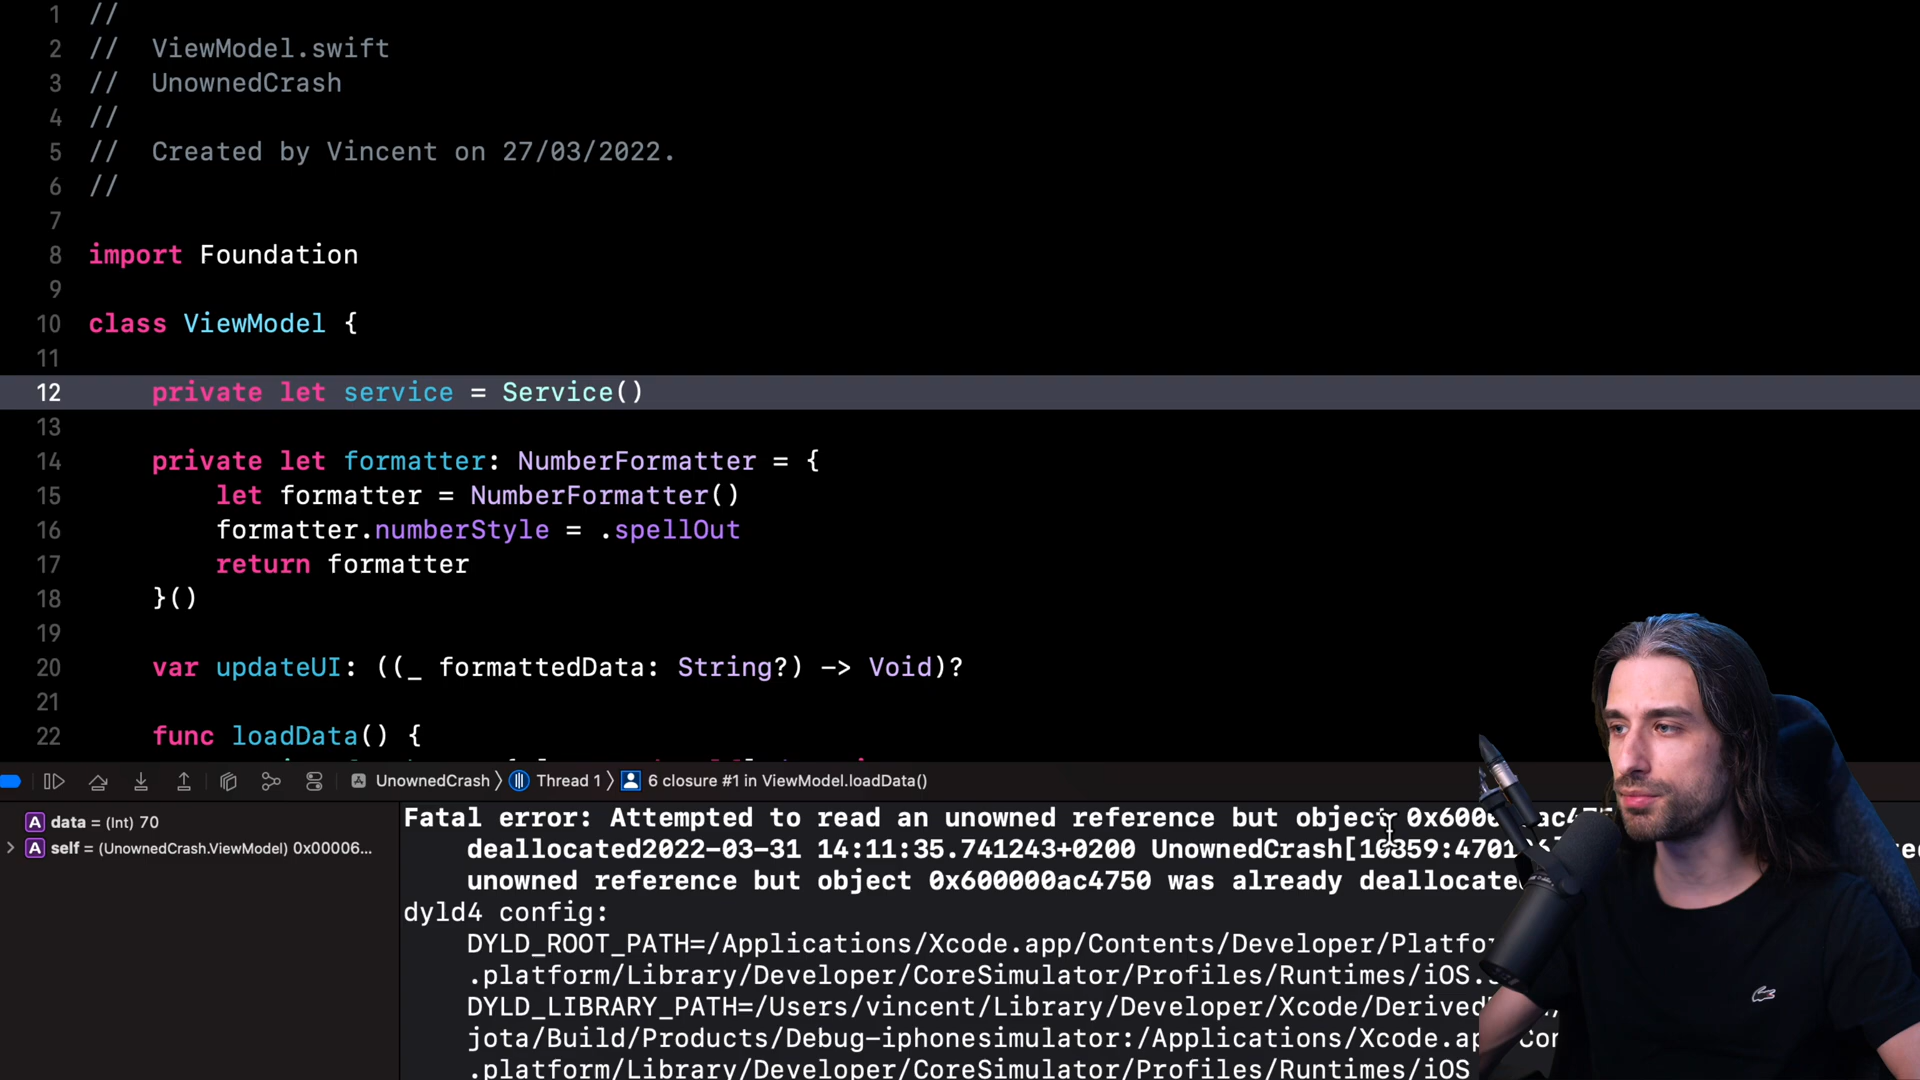 1 //
2 // ViewModel.swift
3 // UnownedCrash
4 //
5 // Created by Vincent on 27/03/2022.
6 //
7
8 import Foundation
9
10 class ViewModel {
11
12 private let service = Service()
13
14 private let formatter: NumberFormatter = {
15 let formatter = NumberFormatter()
16 formatter.numberStyle = .spellOut
17 return formatter
18 }()
19
20 var updateUI: ((_ formattedData: String?) -> Void)?
21
22 func loadData() {
UnownedCrash Thread 1 6 closure #1 in ViewModel.loadData()
A data = (Int) 70
A self = (UnownedCrash.ViewModel) 0x00006...
Fatal error: Attempted to read an unowned reference but object
deallocated2022-03-31 14:11:35.741243+0200
unowned reference but object 0x600000ac4750 was already deallocated
dyld4 config:
DYLD_ROOT_PATH=/Applications/Xcode.app/Contents/Developer/Platfo
.platform/Library/Developer/CoreSimulator/Profiles/Runtimes/iOS
DYLD_LIBRARY_PATH=/Users/vincent/Library/Developer/Xcode/Derived
jota/Build/Products/Debug-iphonesimulator:/Applications/Xcode.ap
.platform/Library/Developer/CoreSimulator/Profiles/Runtimes/iOS